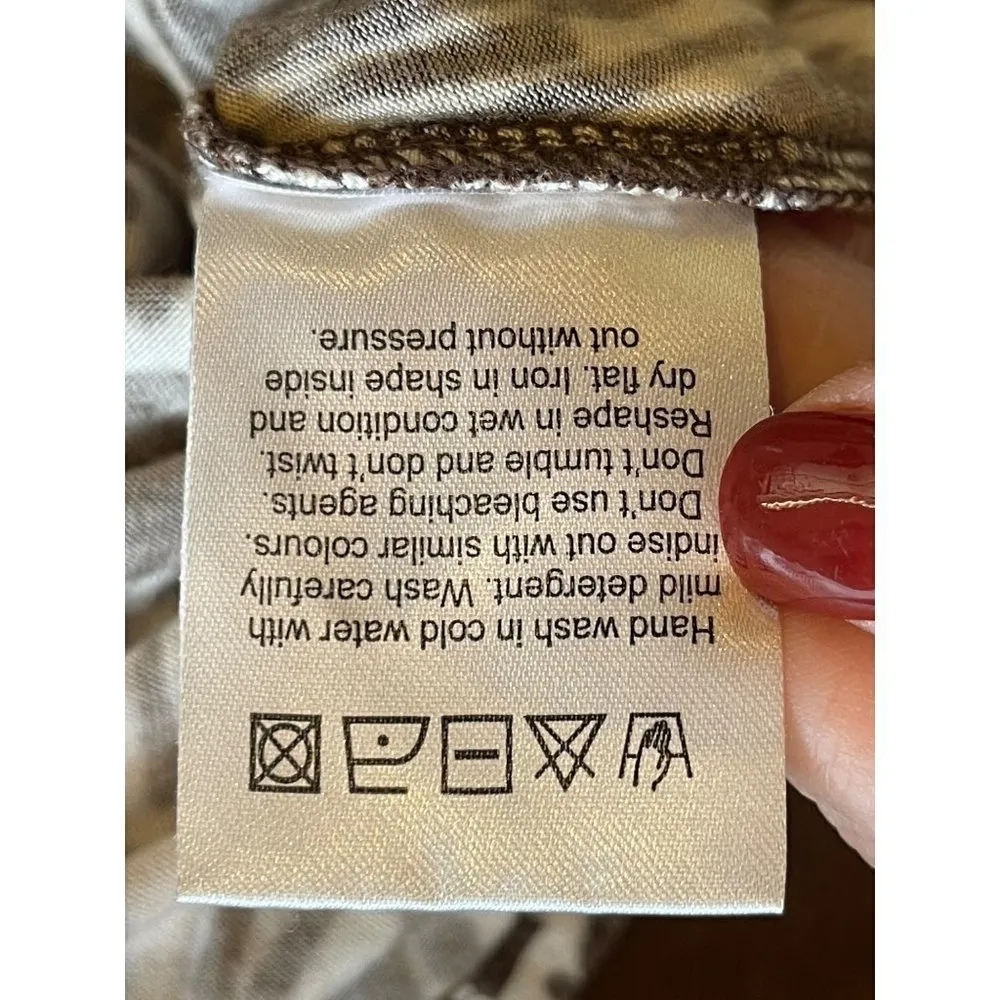 Hand wash in cold water with
mild detergent. Wash carefully
indise out with similar colours.
Don't use bleaching agents.
Don't tumble and don't twist.
Reshape in wet condition and
dry flat. Iron in shape inside
out without pressure.